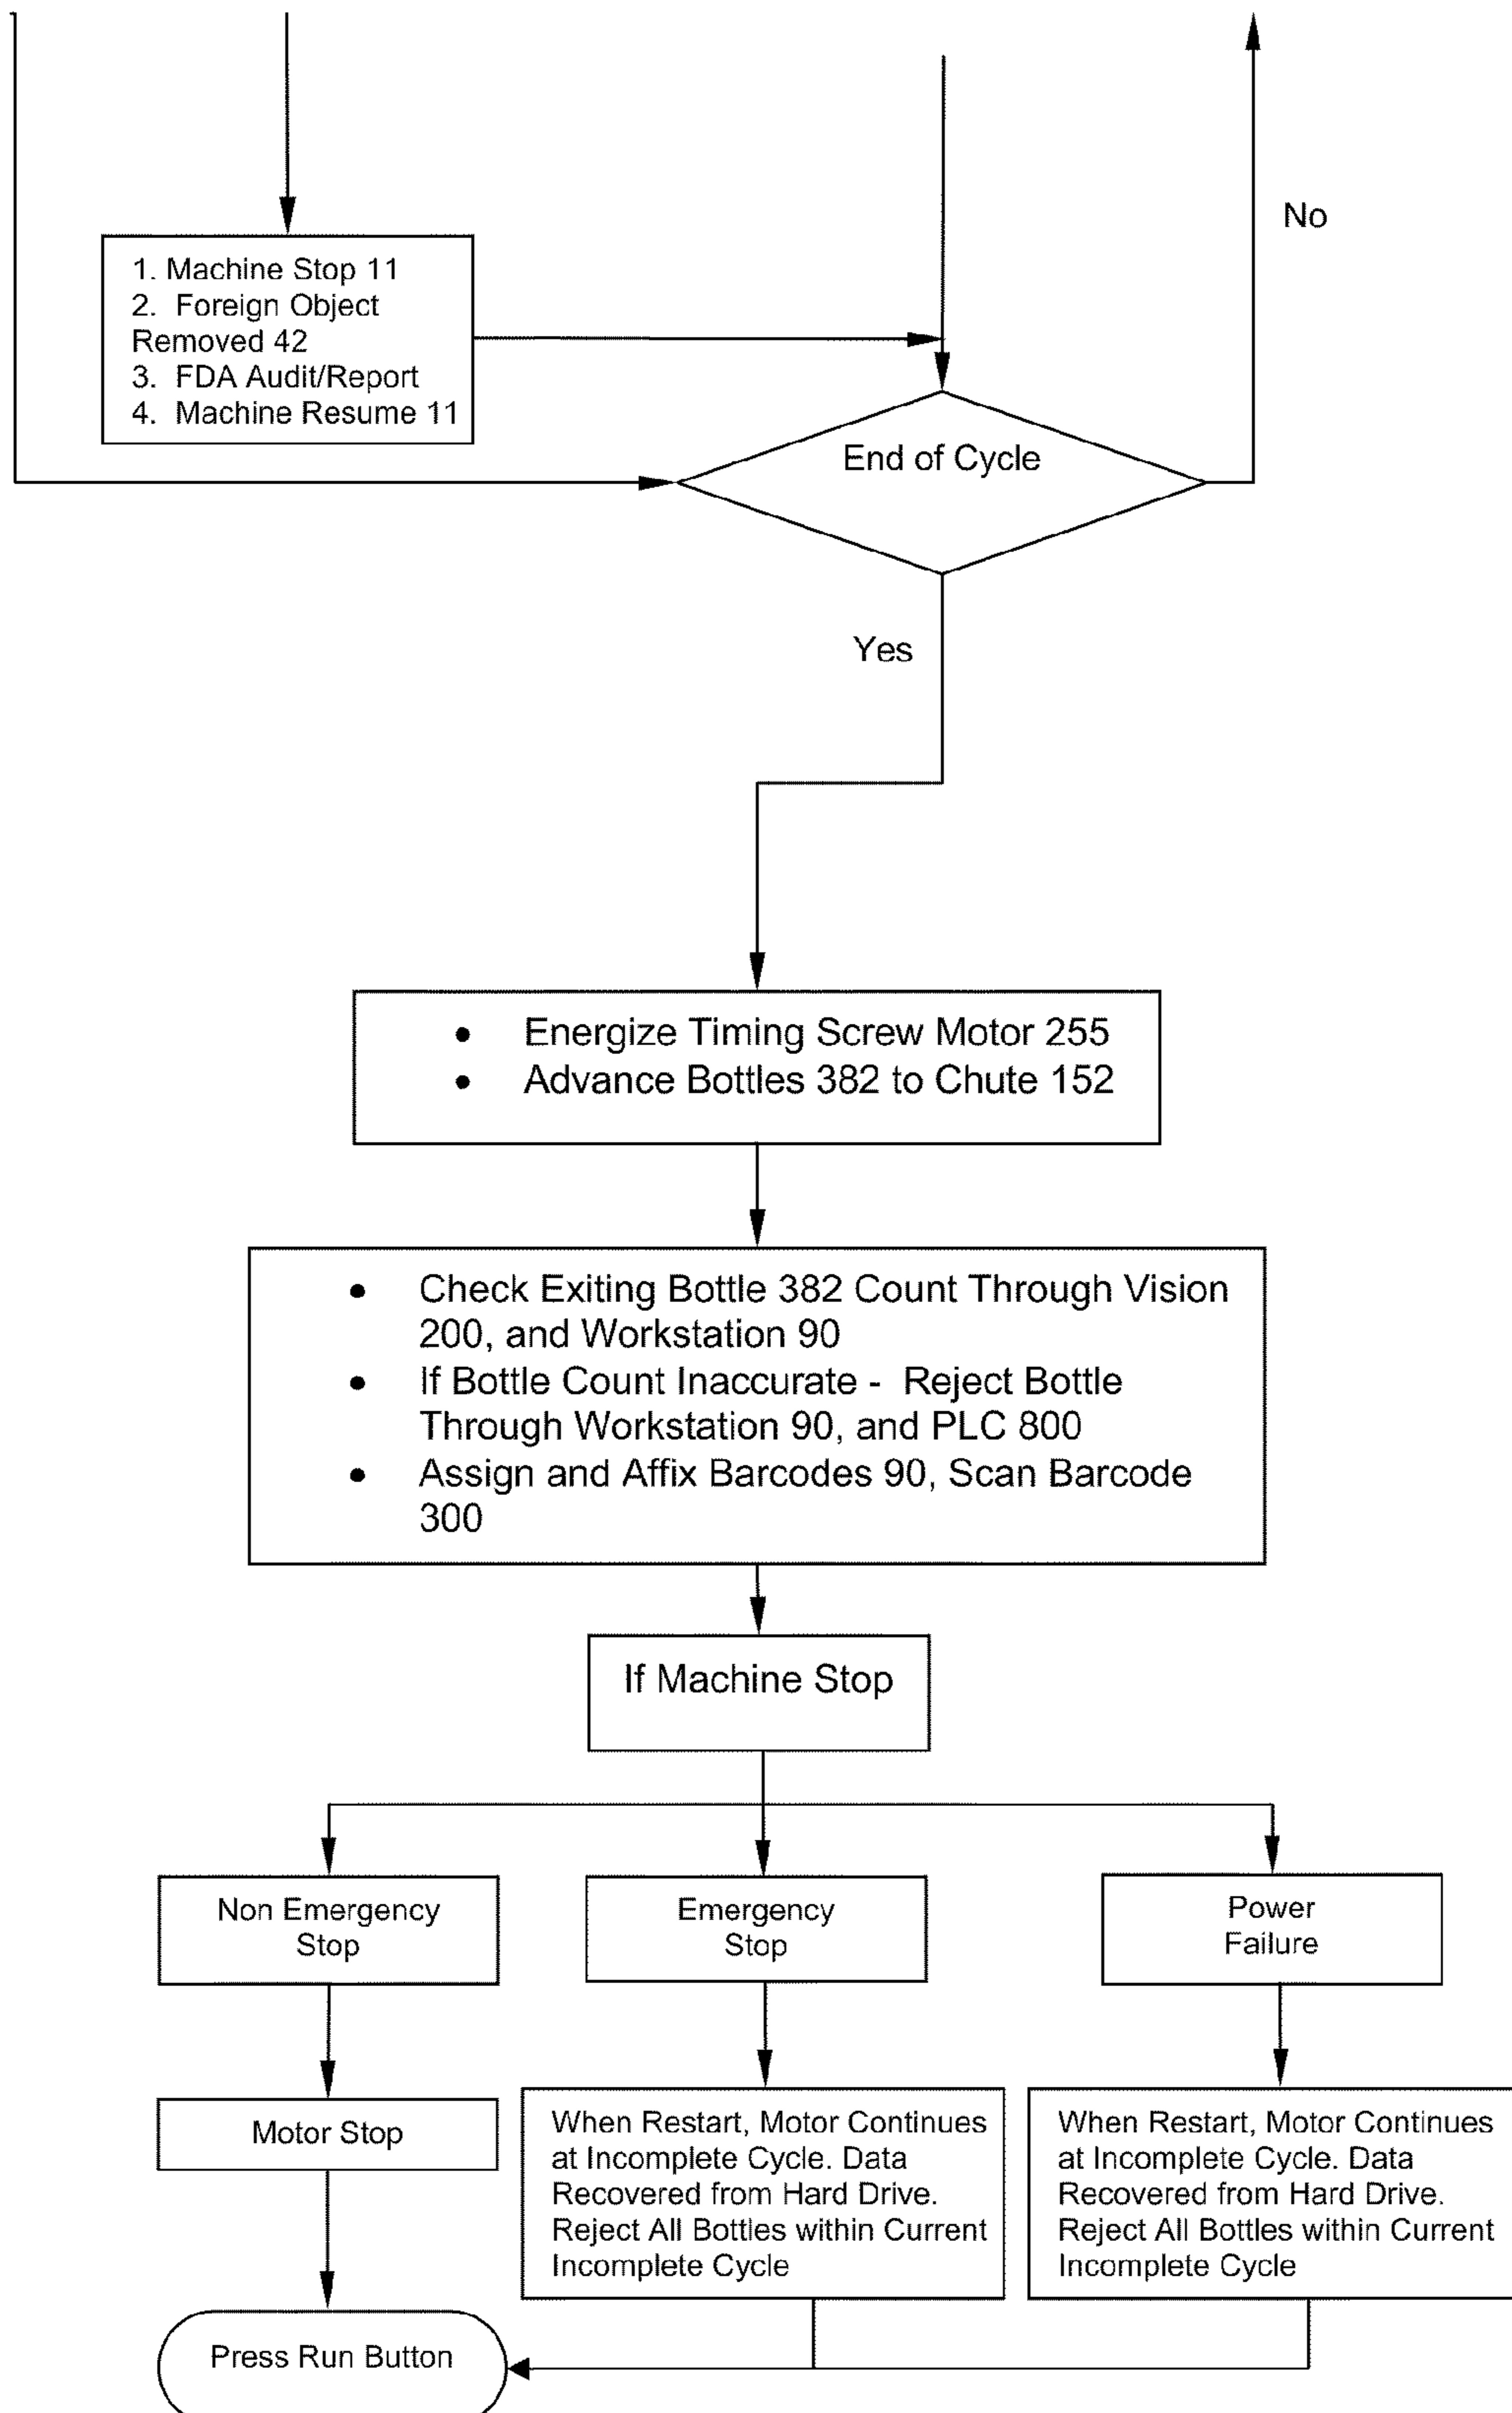 No
1. Machine Stop 11
2. Foreign Object
Removed 42
3. FDA Audit/Report
4. Machine Resume 11
End of Cycle
Yes
• Energize Timing Screw Motor 255
• Advance Bottles 382 to Chute 152
• Check Exiting Bottle 382 Count Through Vision
200, and Workstation 90
• If Bottle Count Inaccurate - Reject Bottle
Through Workstation 90, and PLC 800
• Assign and Affix Barcodes 90, Scan Barcode
300
If Machine Stop
Non Emergency
Stop
Emergency
Stop
Power
Failure
Motor Stop
When Restart, Motor Continues
at Incomplete Cycle. Data
Recovered from Hard Drive.
Reject All Bottles within Current
Incomplete Cycle
When Restart, Motor Continues
at Incomplete Cycle. Data
Recovered from Hard Drive.
Reject All Bottles within Current
Incomplete Cycle
Press Run Button